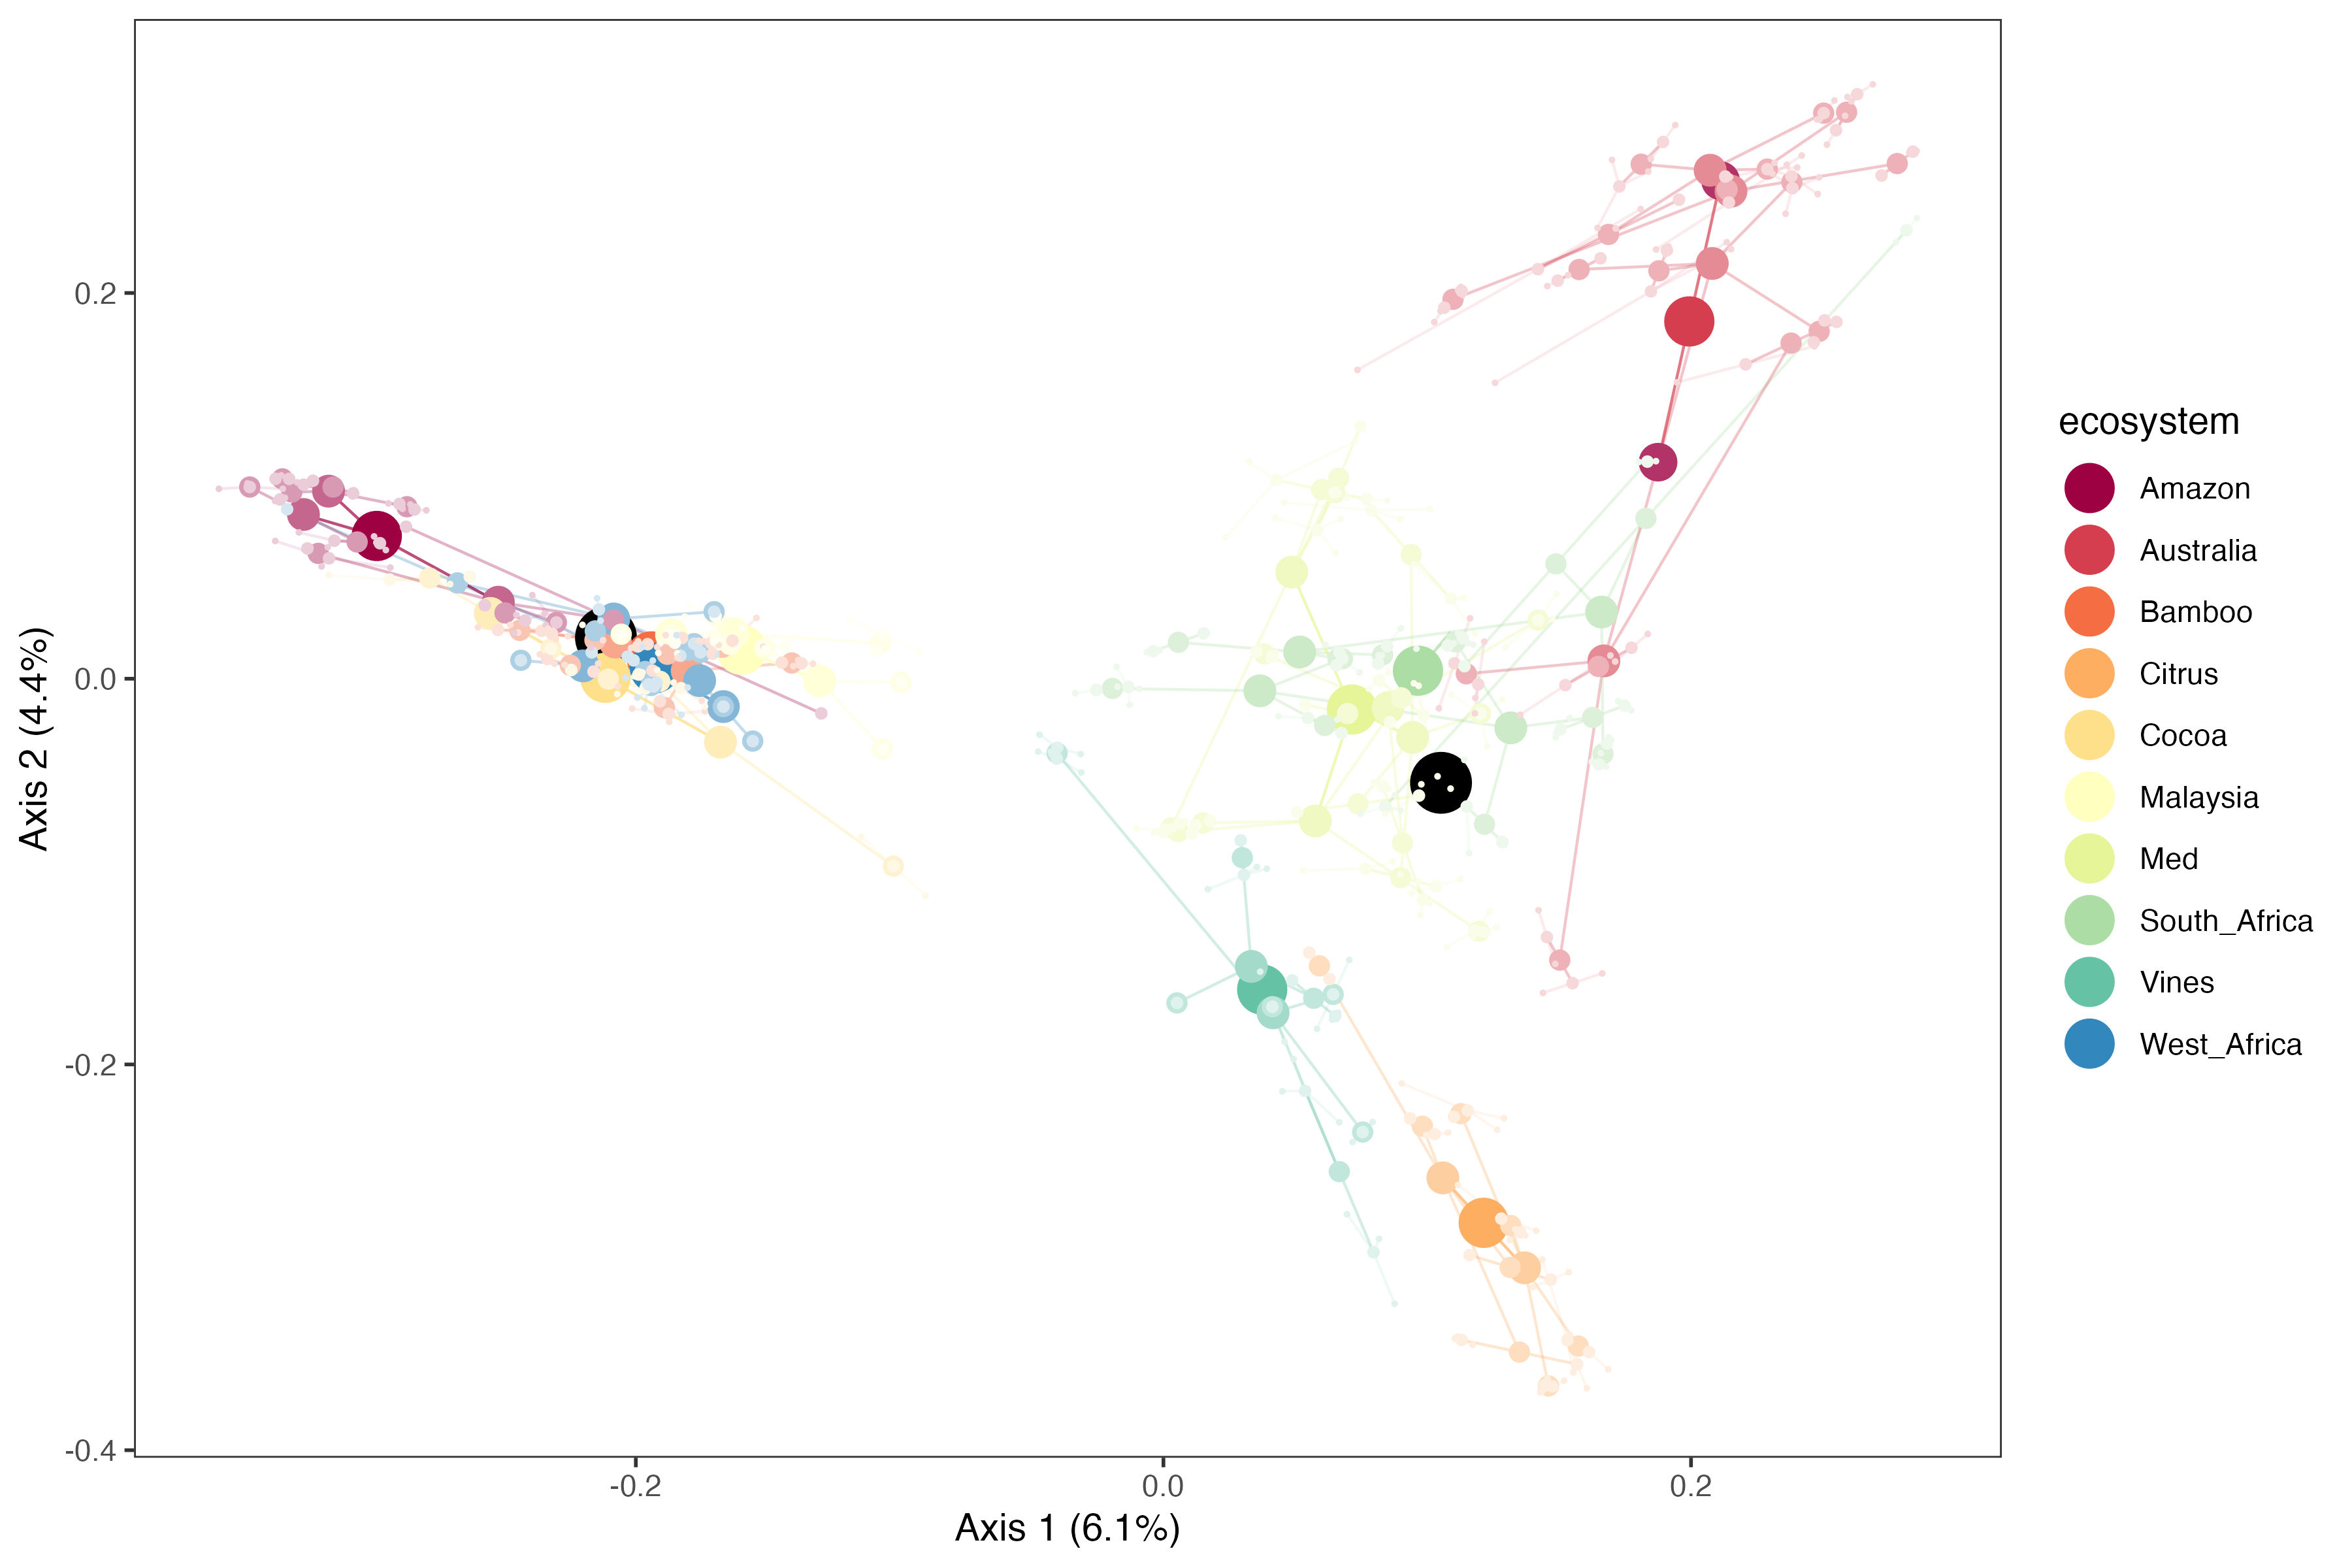 0.2
0.0
-0.2
-0.4
Axis 2 (4.4%)
-0.2
0.0
0.2
Axis 1 (6.1%)
ecosystem
Amazon
Australia
Bamboo
Citrus
Cocoa
Malaysia
Med
South_Africa
Vines
West_Africa